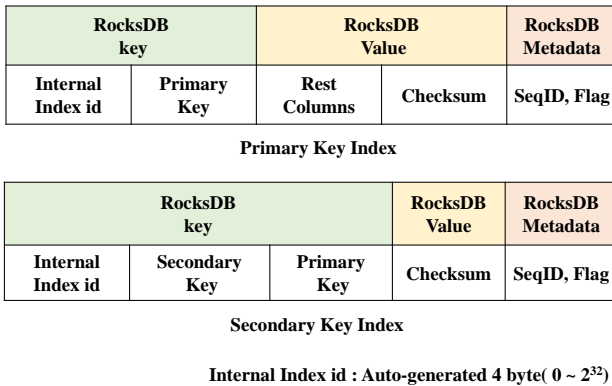 RocksDB key RocksDB Value RocksDB Metadata
Internal Index id Primary Key Rest Columns Checksum SeqID, Flag
Primary Key Index
RocksDB key RocksDB Value RocksDB Metadata
Internal Index id Secondary Key Primary Key Checksum SeqID, Flag
Secondary Key Index
Internal Index id : Auto-generated 4 byte( 0 ~ 2³²)